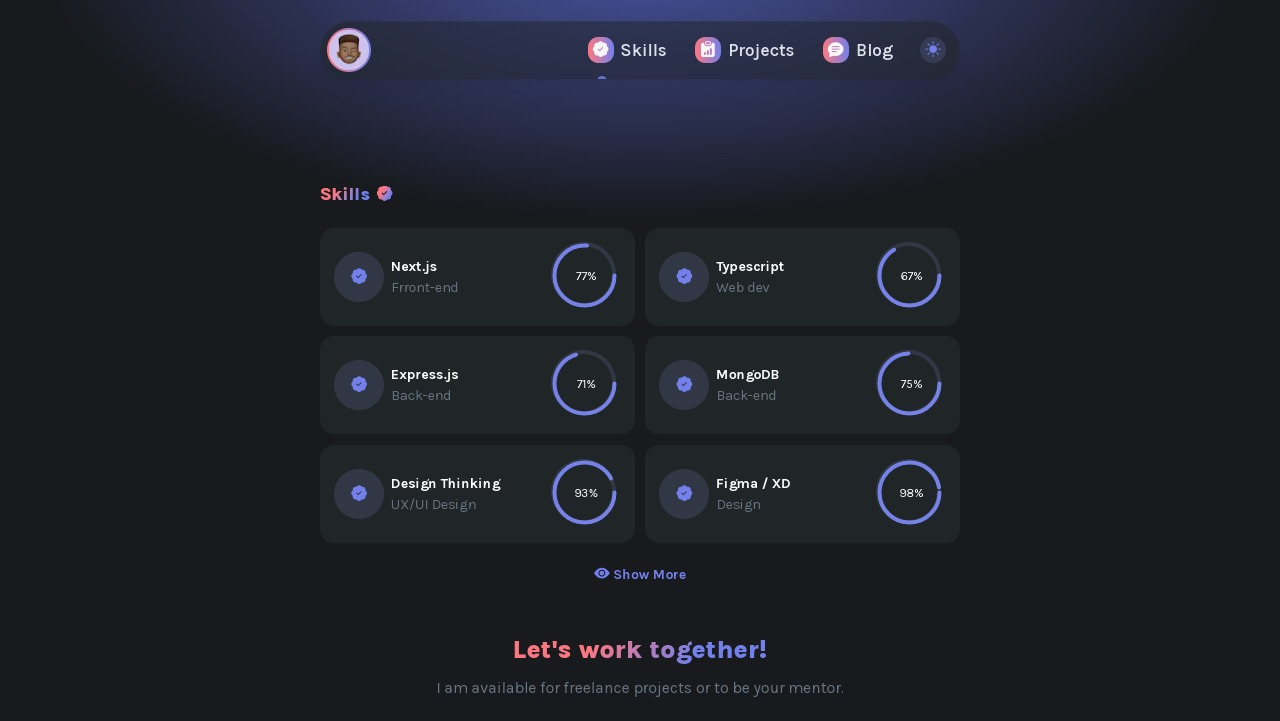 Skills
Projects
Blog
Skills
Next.js
Frront-end
77%
Typescript
Web dev
67%
Express.js
Back-end
71%
MongoDB
Back-end
75%
Design Thinking
UX/UI Design
93%
Figma / XD
Design
98%
Show More
Let's work together!
I am available for freelance projects or to be your mentor.